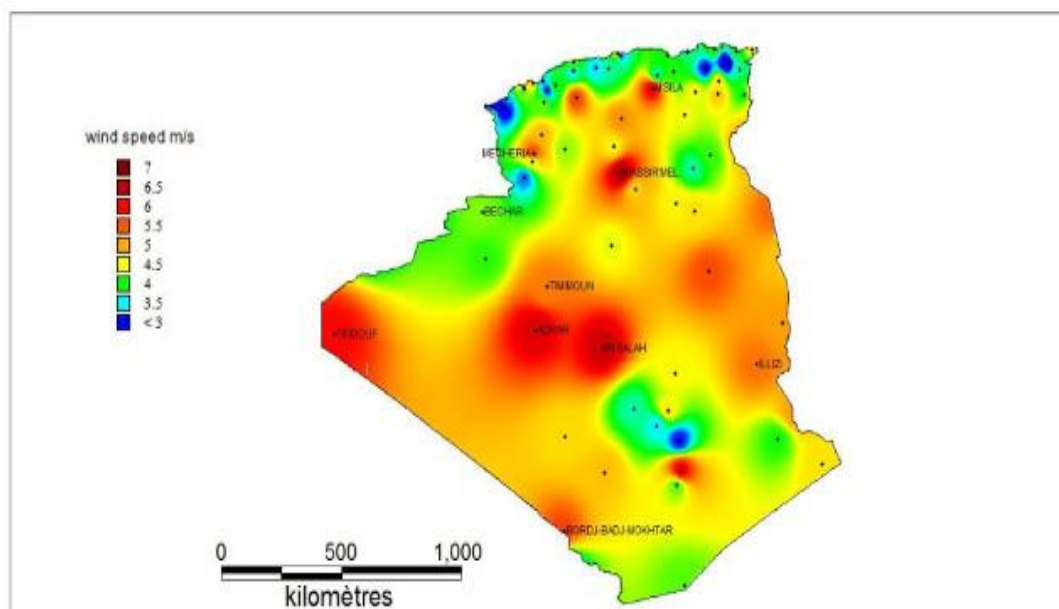 wind speed m/s
7
6.5
6
5.5
5
4.5
4
3.5
<3
M'SILA
MECHERIA
HASSIR'MEL
BECHAR
TIMIMOUN
ADRAR
TINDOUF
IN SALAH
ILLIZI
BORDJ-BADJ-MOKHTAR
0 500 1,000
kilomètres